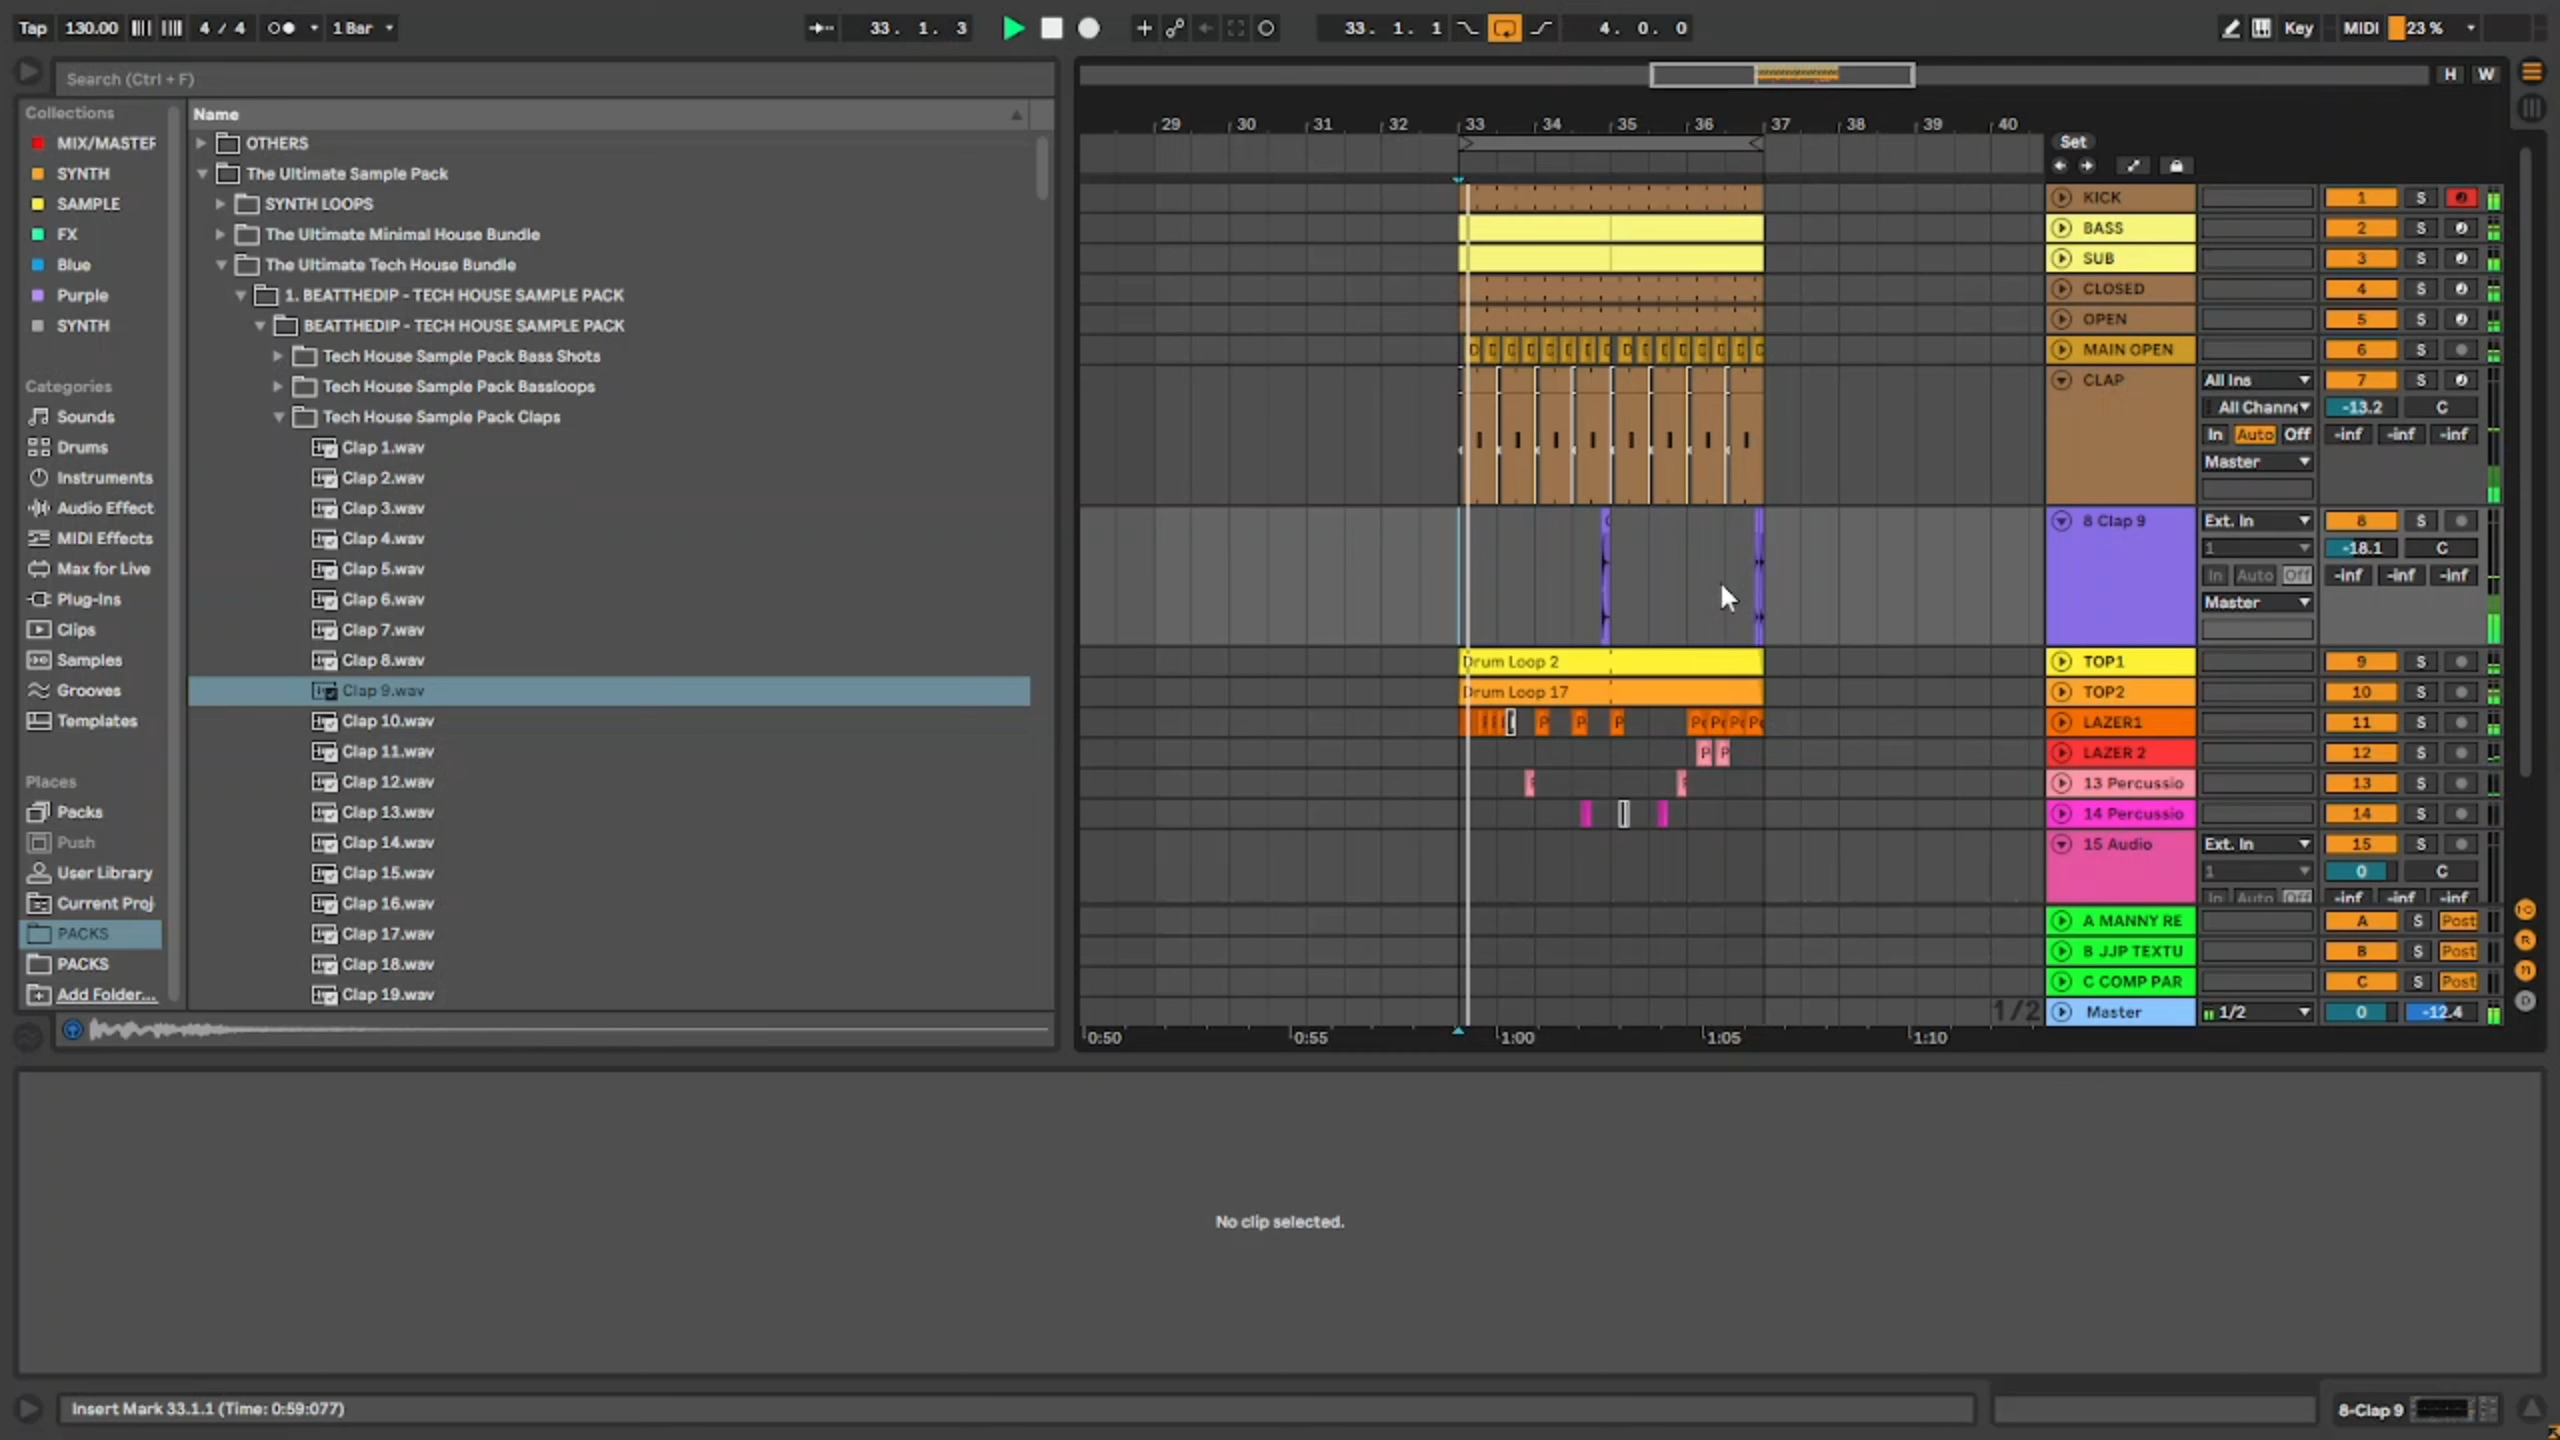 Tap 130.00 4 / 4 1 Bar 33. 1. 3 33. 1. 1 4. 0. 0 Key MIDI 23 %
Search (Ctrl + F) H W
Collections Name
MIX/MASTER OTHERS
SYNTH The Ultimate Sample Pack
SAMPLE SYNTH LOOPS
FX The Ultimate Minimal House Bundle
Blue The Ultimate Tech House Bundle
Purple 1. BEATTHEDIP - TECH HOUSE SAMPLE PACK
SYNTH BEATTHEDIP - TECH HOUSE SAMPLE PACK
Tech House Sample Pack Bass Shots
Categories Tech House Sample Pack Bassloops
Sounds Tech House Sample Pack Claps
Drums Clap 1.wav
Instruments Clap 2.wav
Audio Effect Clap 3.wav
MIDI Effects Clap 4.wav
Max for Live Clap 5.wav
Plug-Ins Clap 6.wav
Clips Clap 7.wav
Samples Clap 8.wav
Grooves Clap 9.wav
Templates Clap 10.wav
Clap 11.wav
Places Clap 12.wav
Packs Clap 13.wav
Push Clap 14.wav
User Library Clap 15.wav
Current Proj Clap 16.wav
PACKS Clap 17.wav
PACKS Clap 18.wav
Add Folder... Clap 19.wav
29 30 31 32 33 34 35 36 37 38 39 40
Set
KICK 1 S
BASS 2 S
SUB 3 S
CLOSED 4 S
OPEN 5 S
MAIN OPEN 6 S
CLAP All Ins 7 S
All Channe -13.2 C
In Auto Off -inf -inf -inf
Master
8 Clap 9 Ext. In 8 S
1 -18.1 C
In Auto Off -inf -inf -inf
Master
Drum Loop 2 TOP1 9 S
Drum Loop 17 TOP2 10 S
P P P Pe Pe Pe Pe LAZER1 11 S
P P LAZER 2 12 S
13 Percussio 13 S
14 Percussio 14 S
15 Audio Ext. In 15 S
1 0 C
In Auto Off -inf -inf -inf
A MANNY RE A S Post
B JJP TEXTU B S Post
C COMP PAR C S Post
1/2 Master 1/2 0 -12.4
0:50 0:55 1:00 1:05 1:10
No clip selected.
Insert Mark 33.1.1 (Time: 0:59:077) 8-Clap 9